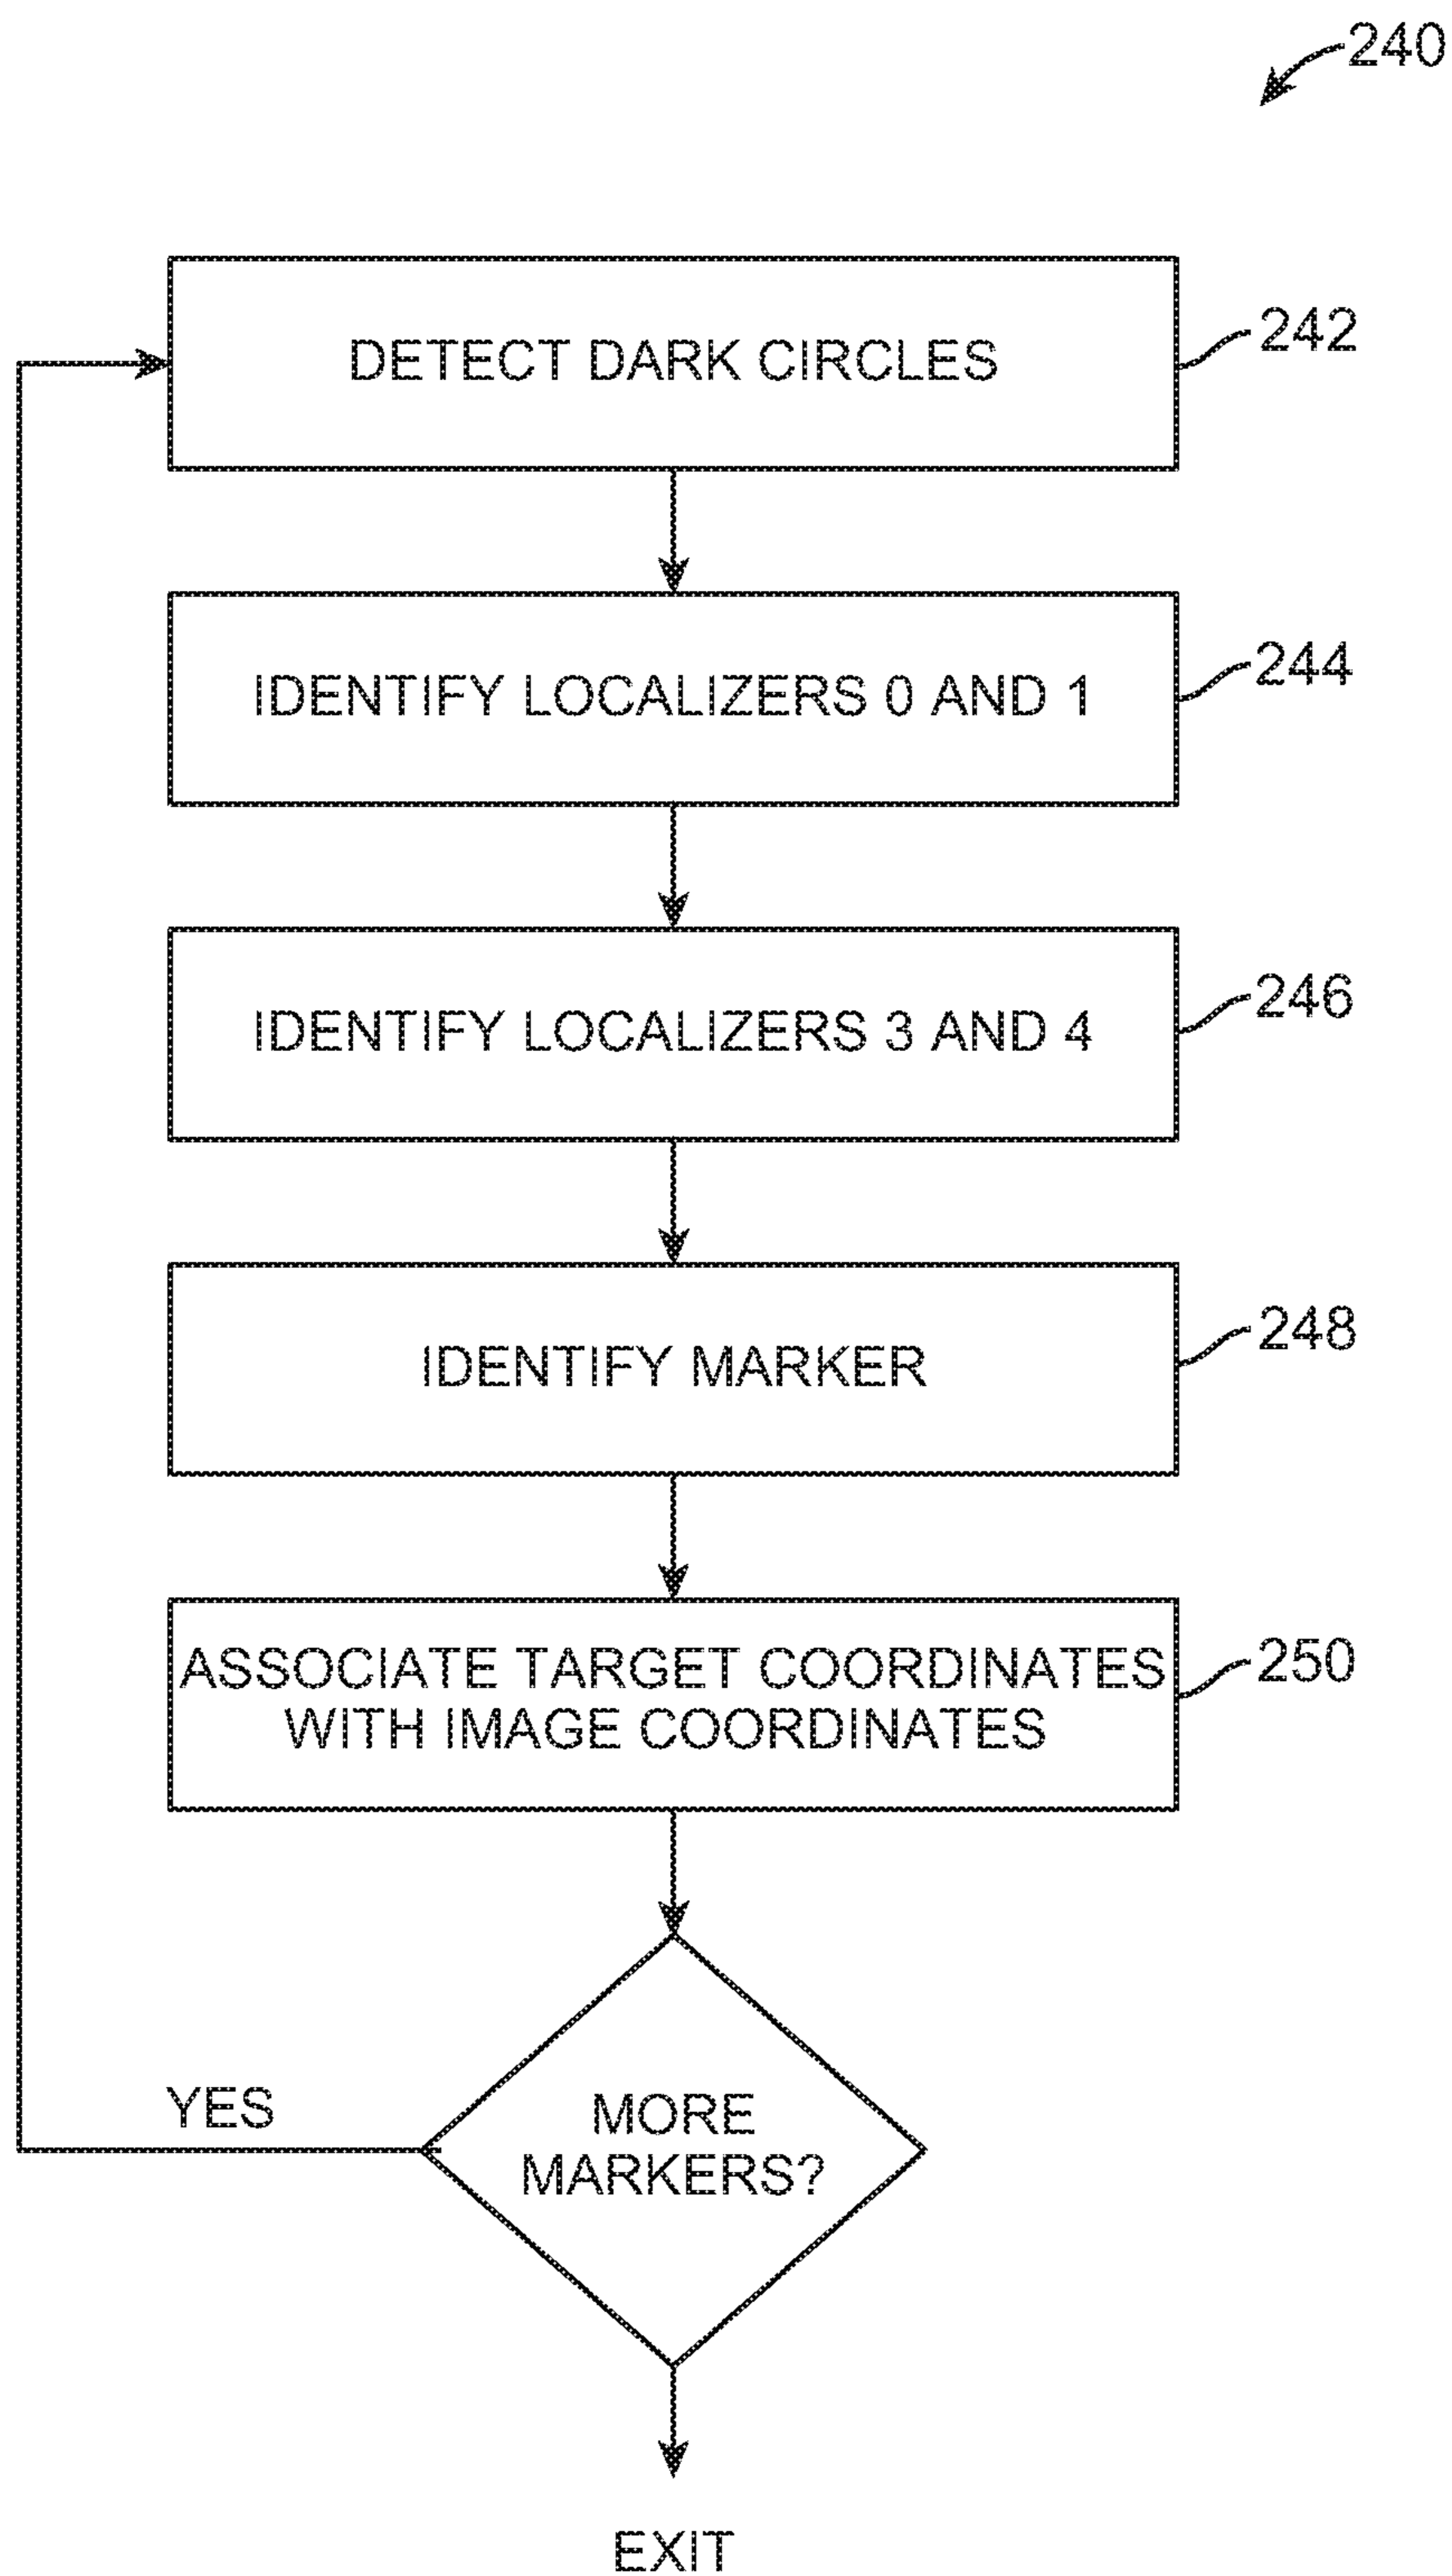 240
DETECT DARK CIRCLES
242
IDENTIFY LOCALIZERS 0 AND 1
244
IDENTIFY LOCALIZERS 3 AND 4
246
IDENTIFY MARKER
248
ASSOCIATE TARGET COORDINATES
WITH IMAGE COORDINATES
250
YES
MORE
MARKERS?
EXIT